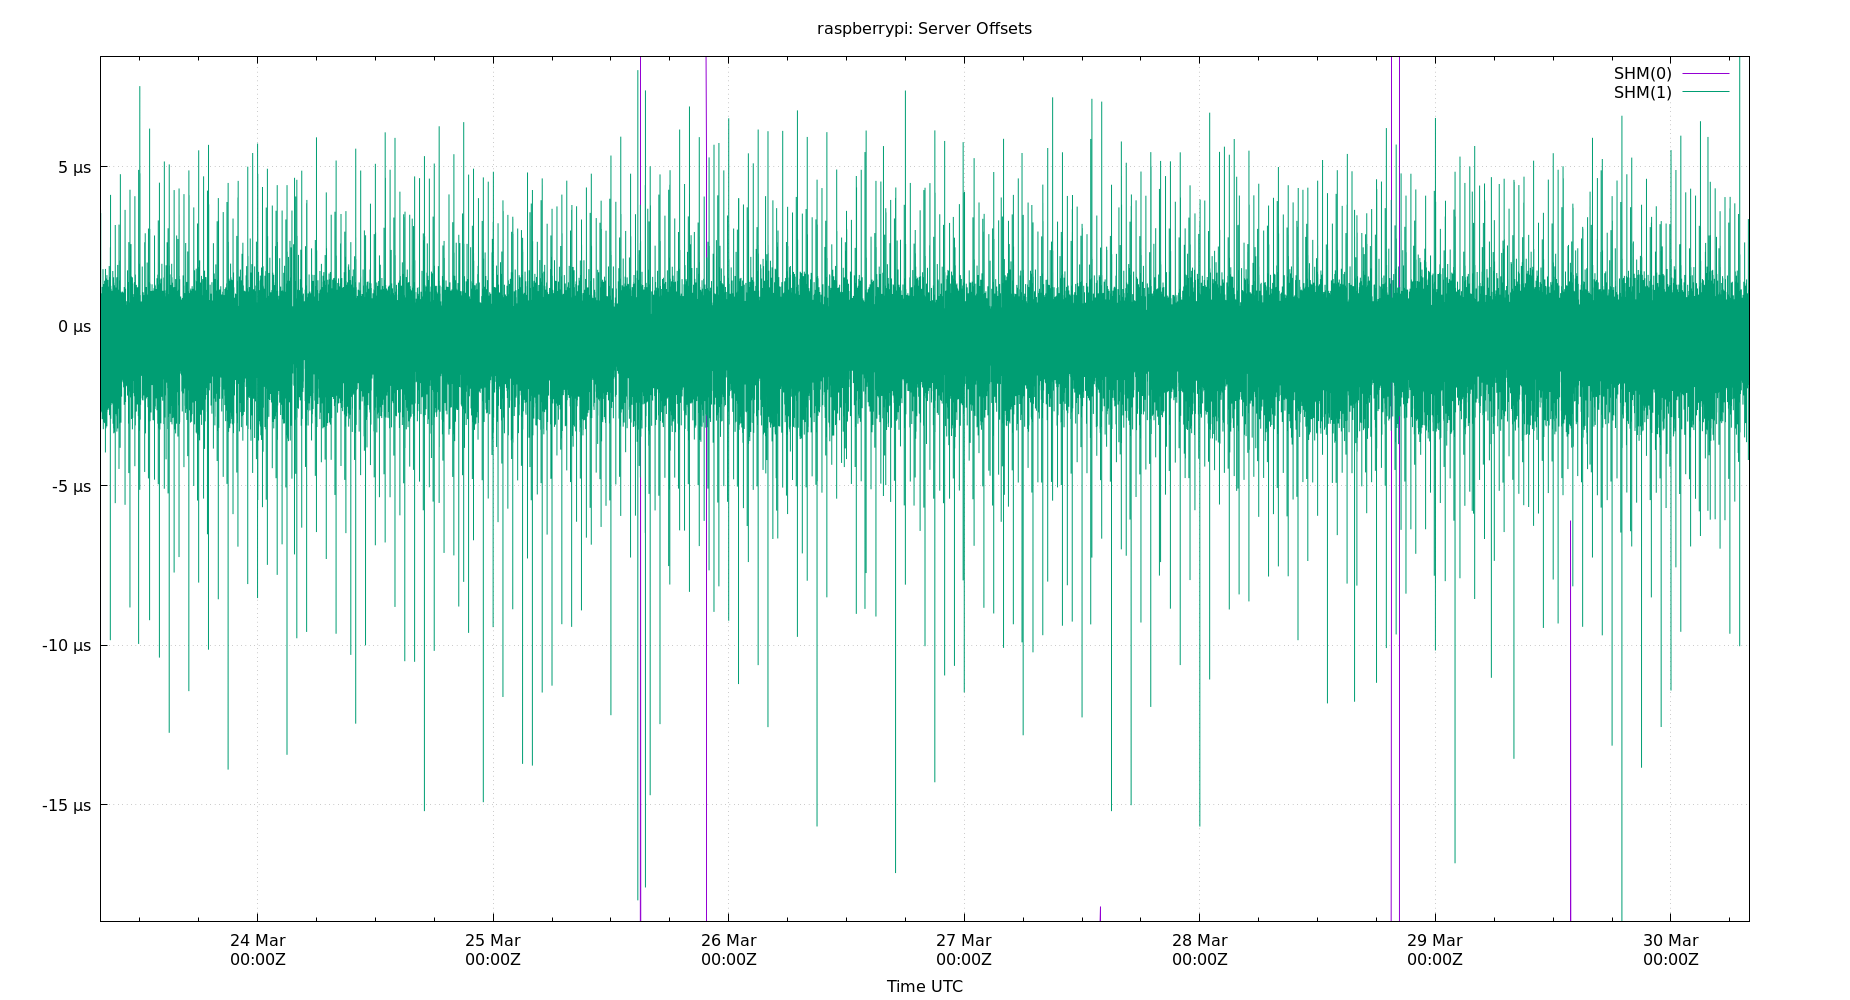 raspberrypi: Server Offsets
SHM(0)
SHM(1)
5 µs
0 µs
-5 µs
-10 µs
-15 µs
24 Mar
00:00Z
25 Mar
00:00Z
26 Mar
00:00Z
27 Mar
00:00Z
28 Mar
00:00Z
29 Mar
00:00Z
30 Mar
00:00Z
Time UTC